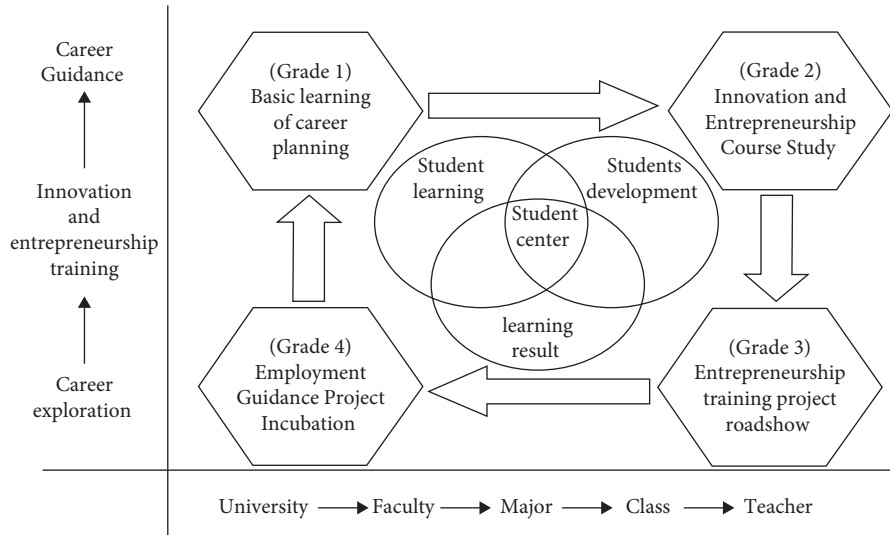 Career
Guidance
Innovation
and
entrepreneurship
training
Career
exploration
(Grade 1)
Basic learning
of career
planning
(Grade 2)
Innovation and
Entrepreneurship
Course Study
Student
learning
Students
development
Student
center
learning
result
(Grade 4)
Employment
Guidance Project
Incubation
(Grade 3)
Entrepreneurship
training project
roadshow
University
Faculty
Major
Class
Teacher